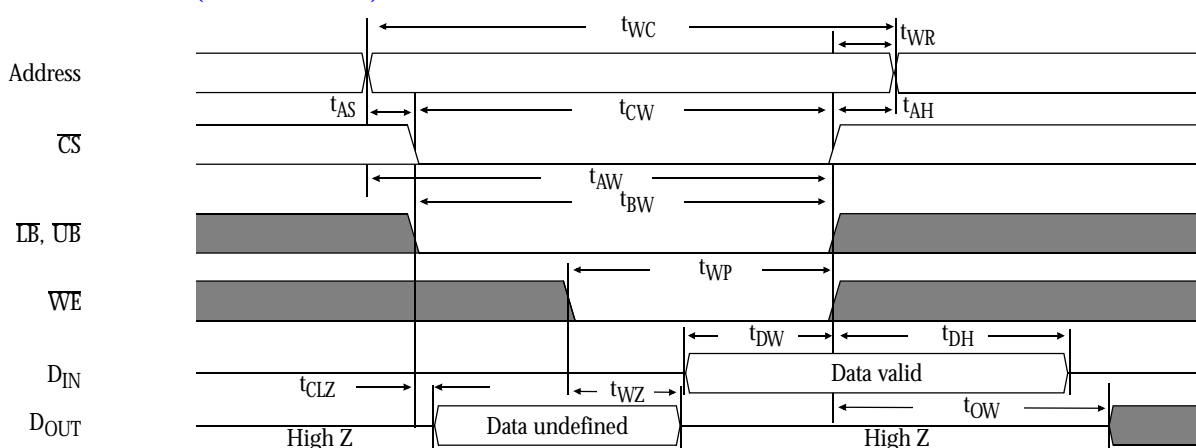 tWC
tWR
Address
tAS
tCW
tAH
CS
tAW
tBW
LB, UB
tWP
WE
tDW
tDH
DIN
Data valid
tCLZ
tWZ
tOW
DOUT
High Z
Data undefined
High Z